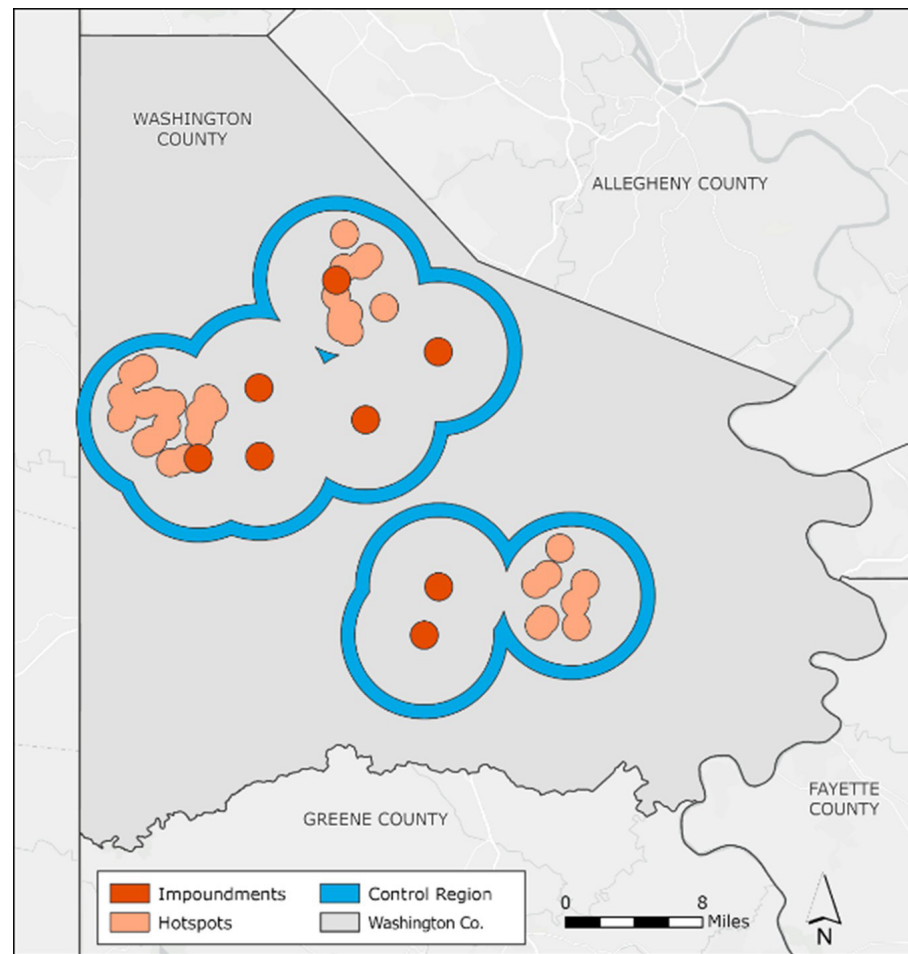 WASHINGTON
COUNTY
ALLEGHENY COUNTY
FAYETTE
COUNTY
GREENE COUNTY
Impoundments
Control Region
Hotspots
Washington Co.
0 8
Miles
N